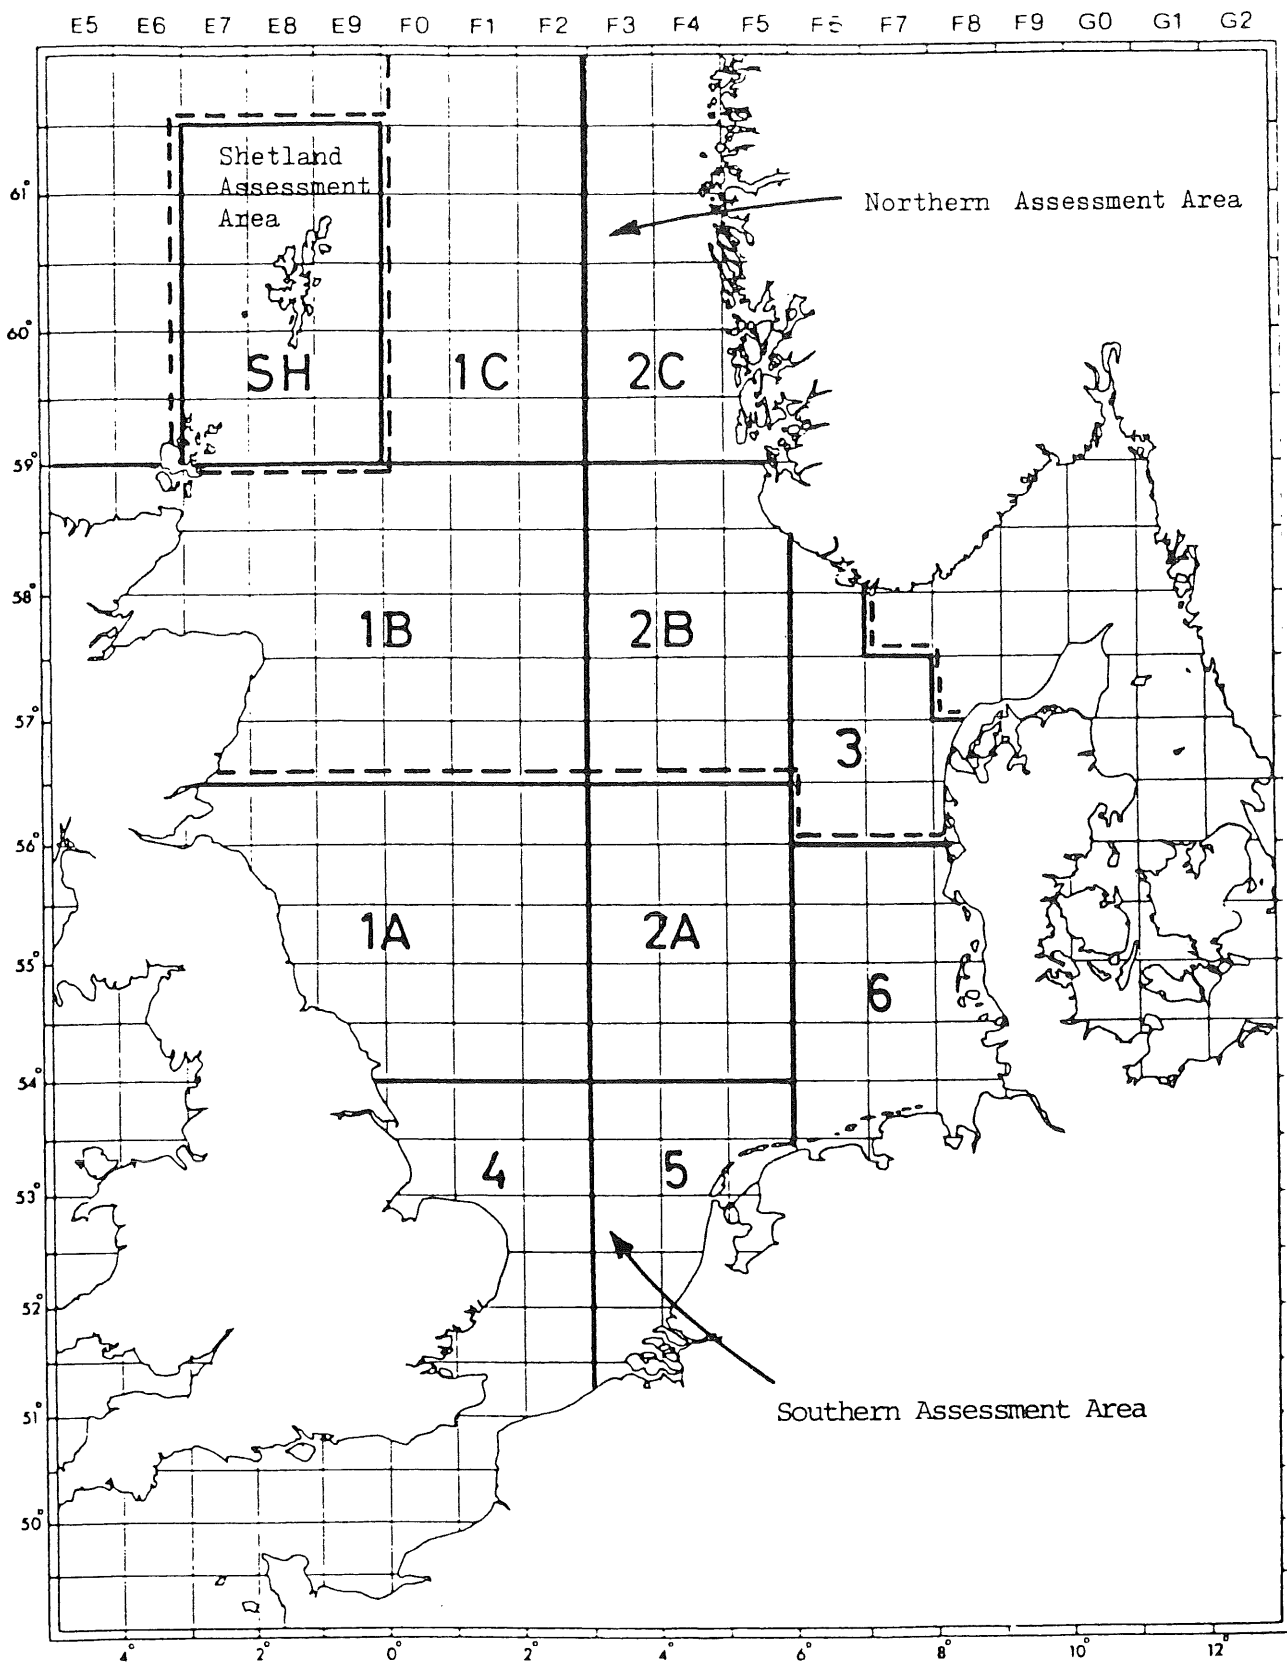 E5 E6 E7 E8 E9 F0 F1 F2 F3 F4 F5 F6 F7 F8 F9 G0 G1 G2
Shetland
Assessment
Area
61°
Northern Assessment Area
60°
SH 1C 2C
59°
58°
1B 2B
57°
3
56°
1A 2A
55°
6
54°
4 5
53°
52°
51°
Southern Assessment Area
50°
4° 2° 0° 2° 4° 6° 8° 10° 12°